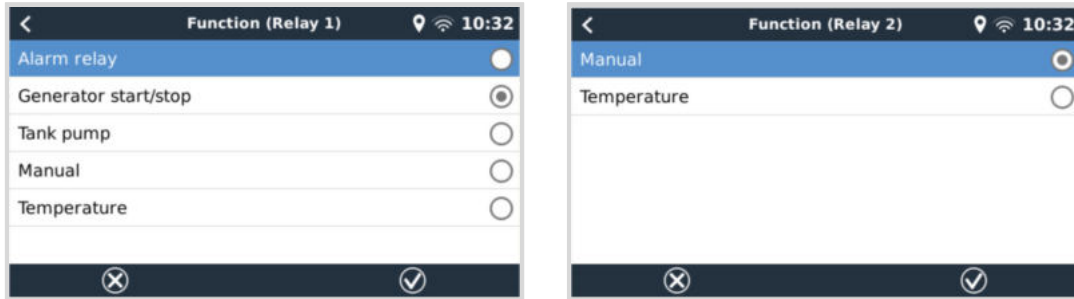 Function (Relay 1) 10:32
Alarm relay
Generator start/stop
Tank pump
Manual
Temperature
Function (Relay 2) 10:32
Manual
Temperature